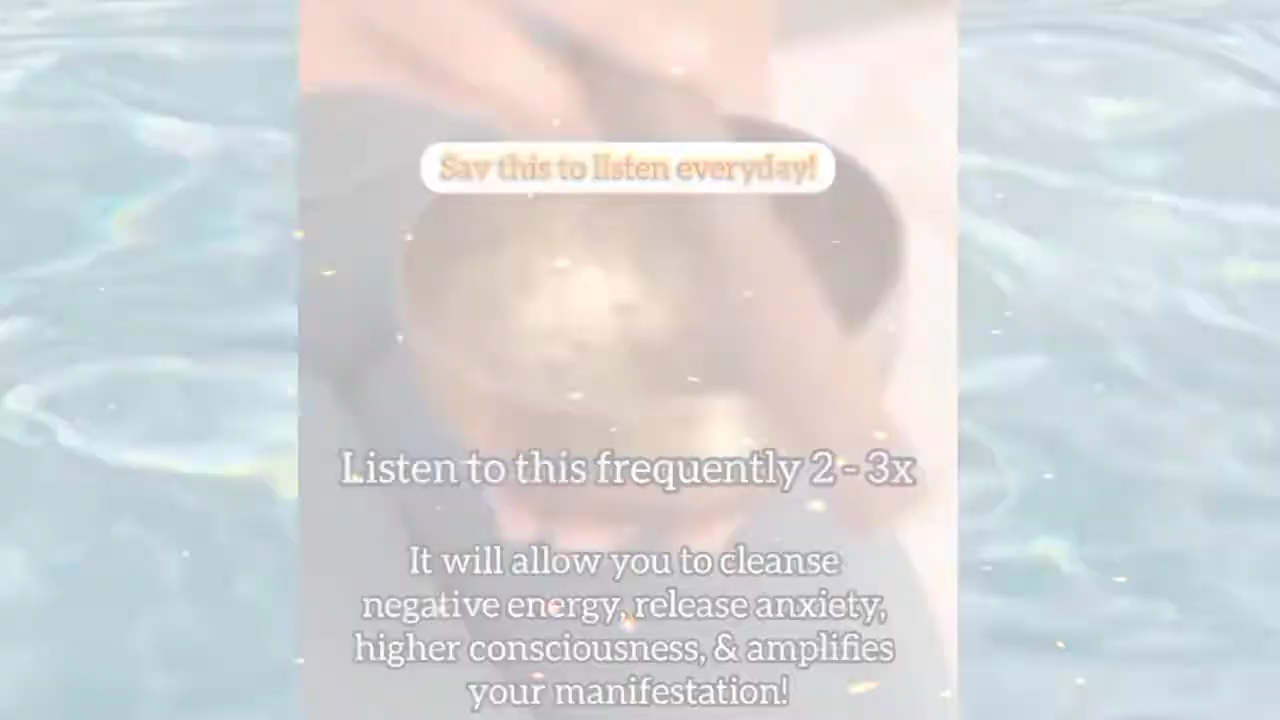 Sav this to listen everyday!
Listen to this frequently 2 - 3x
It will allow you to cleanse
negative energy, release anxiety,
higher consciousness, & amplifies
your manifestation!